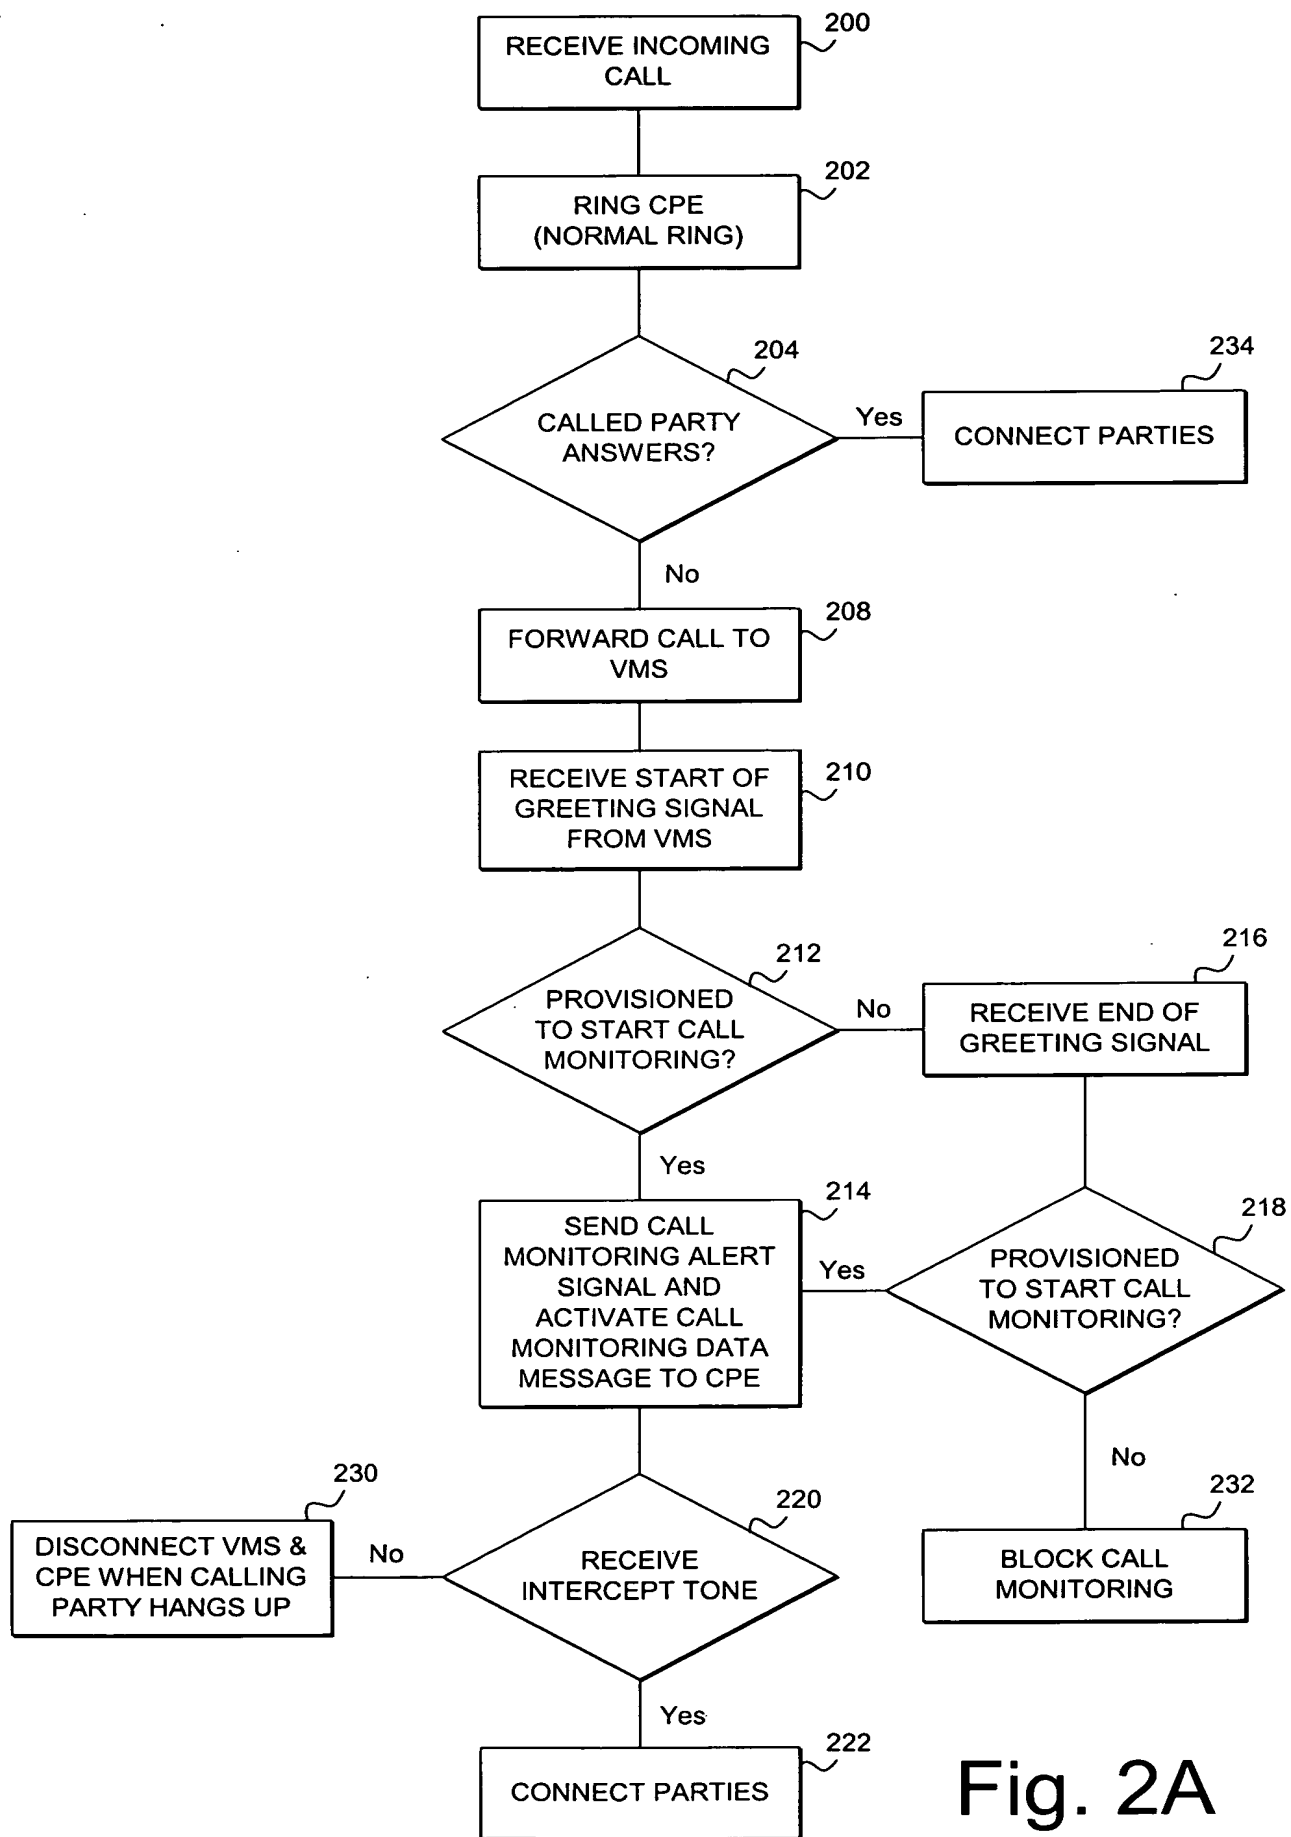 200
RECEIVE INCOMING
CALL
202
RING CPE
(NORMAL RING)
204
CALLED PARTY
ANSWERS?
Yes
234
CONNECT PARTIES
No
208
FORWARD CALL TO
VMS
210
RECEIVE START OF
GREETING SIGNAL
FROM VMS
212
PROVISIONED
TO START CALL
MONITORING?
No
216
RECEIVE END OF
GREETING SIGNAL
Yes
214
SEND CALL
MONITORING ALERT
SIGNAL AND
ACTIVATE CALL
MONITORING DATA
MESSAGE TO CPE
Yes
218
PROVISIONED
TO START CALL
MONITORING?
No
232
BLOCK CALL
MONITORING
220
RECEIVE
INTERCEPT TONE
No
230
DISCONNECT VMS &
CPE WHEN CALLING
PARTY HANGS UP
Yes
222
CONNECT PARTIES
Fig. 2A